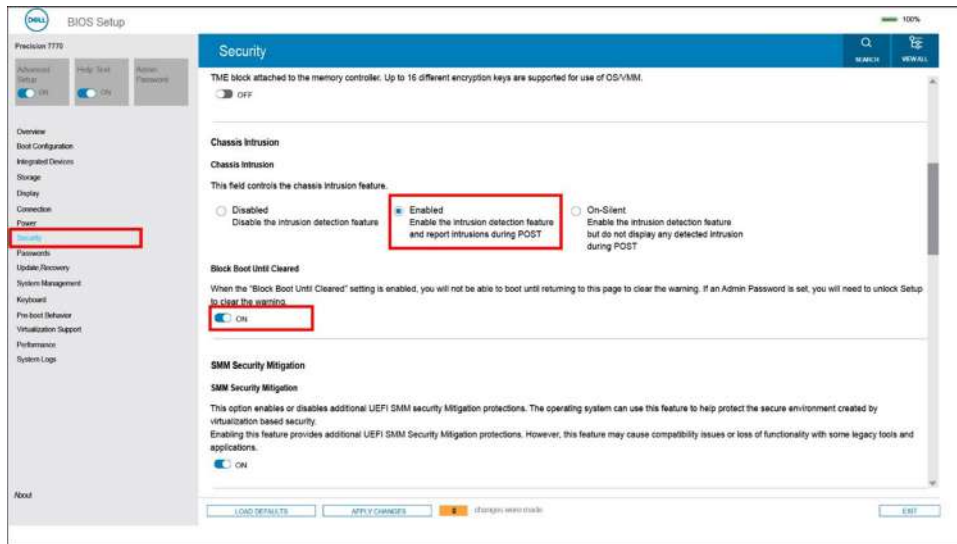 DELL
BIOS Setup
100%
Precision 7770
Advanced
Setup
ON
Help Text
ON
Admin
Password
Overview
Boot Configuration
Integrated Devices
Storage
Display
Connection
Power
Security
Passwords
Update,Recovery
System Management
Keyboard
Pre-boot Behavior
Virtualization Support
Performance
System Logs
About
Security
SEARCH
VIEW ALL
TME block attached to the memory controller. Up to 16 different encryption keys are supported for use of OS/VMM.
OFF
Chassis Intrusion
Chassis Intrusion
This field controls the chassis intrusion feature.
Disabled
Disable the intrusion detection feature
Enabled
Enable the intrusion detection feature
and report intrusions during POST
On-Silent
Enable the intrusion detection feature
but do not display any detected intrusion
during POST
Block Boot Until Cleared
When the "Block Boot Until Cleared" setting is enabled, you will not be able to boot until returning to this page to clear the warning. If an Admin Password is set, you will need to unlock Setup
to clear the warning.
ON
SMM Security Mitigation
SMM Security Mitigation
This option enables or disables additional UEFI SMM security Mitigation protections. The operating system can use this feature to help protect the secure environment created by
virtualization based security.
Enabling this feature provides additional UEFI SMM Security Mitigation protections. However, this feature may cause compatibility issues or loss of functionality with some legacy tools and
applications.
ON
LOAD DEFAULTS
APPLY CHANGES
changes were made
EXIT